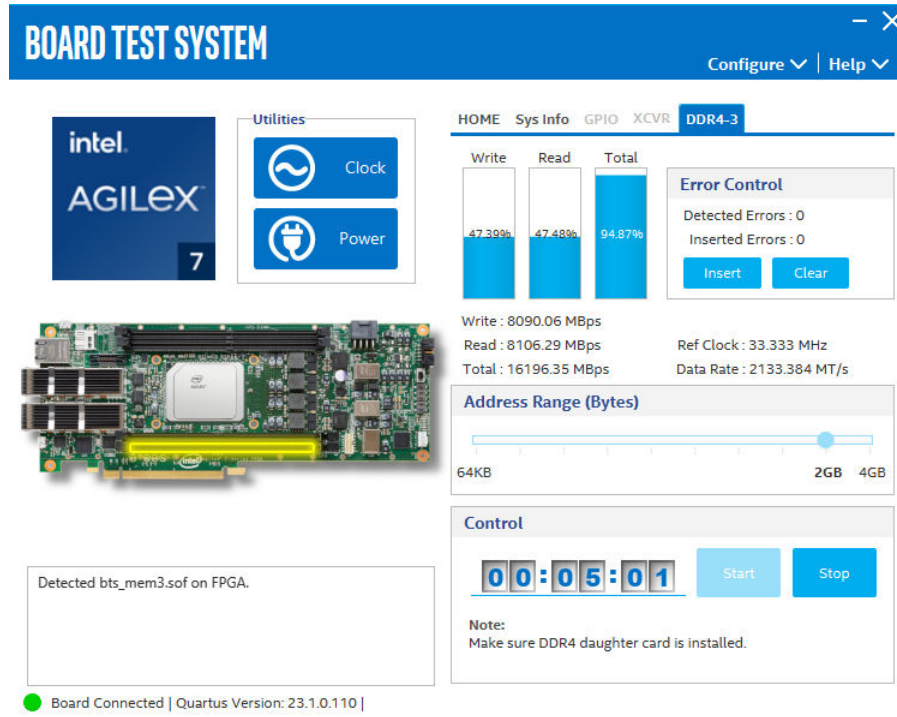 BOARD TEST SYSTEM
Configure | Help
intel.
AGILEX™
7
Utilities
Clock
Power
HOME Sys Info GPIO XCVR DDR4-3
Write Read Total
47.39% 47.48% 94.87%
Error Control
Detected Errors : 0
Inserted Errors : 0
Insert Clear
Write : 8090.06 MBps
Read : 8106.29 MBps
Total : 16196.35 MBps
Ref Clock : 33.333 MHz
Data Rate : 2133.384 MT/s
Address Range (Bytes)
64KB 2GB 4GB
Control
00:05:01
Start Stop
Note:
Make sure DDR4 daughter card is installed.
Detected bts_mem3.sof on FPGA.
Board Connected | Quartus Version: 23.1.0.110 |